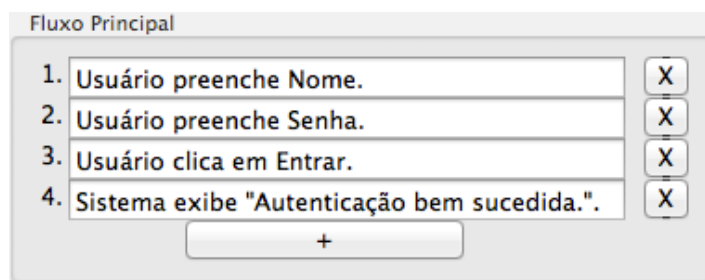 Fluxo Principal
1. Usuário preenche Nome. X
2. Usuário preenche Senha. X
3. Usuário clica em Entrar. X
4. Sistema exibe "Autenticação bem sucedida.". X
+